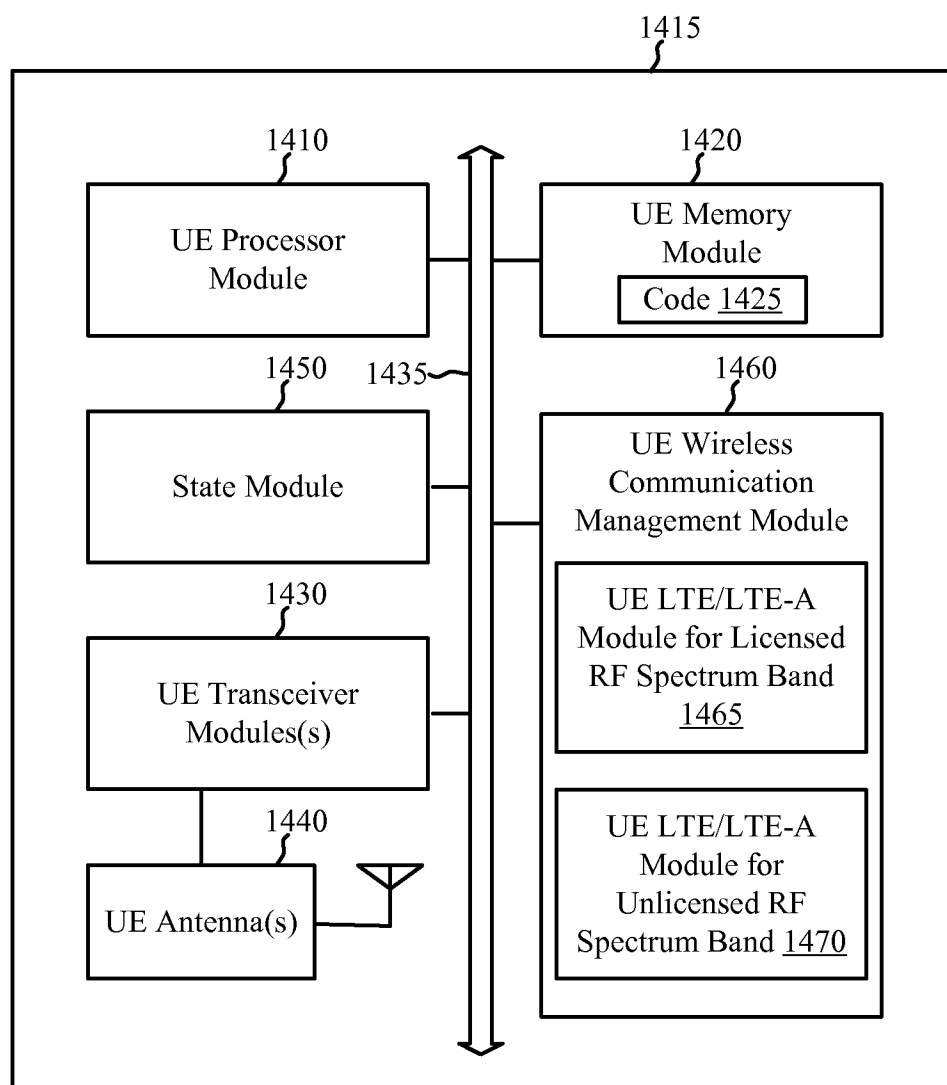 1415
1410
UE Processor
Module
1420
UE Memory
Module
Code 1425
1435
1450
State Module
1460
UE Wireless
Communication
Management Module
UE LTE/LTE-A
Module for Licensed
RF Spectrum Band
1465
UE LTE/LTE-A
Module for
Unlicensed RF
Spectrum Band 1470
1430
UE Transceiver
Modules(s)
1440
UE Antenna(s)